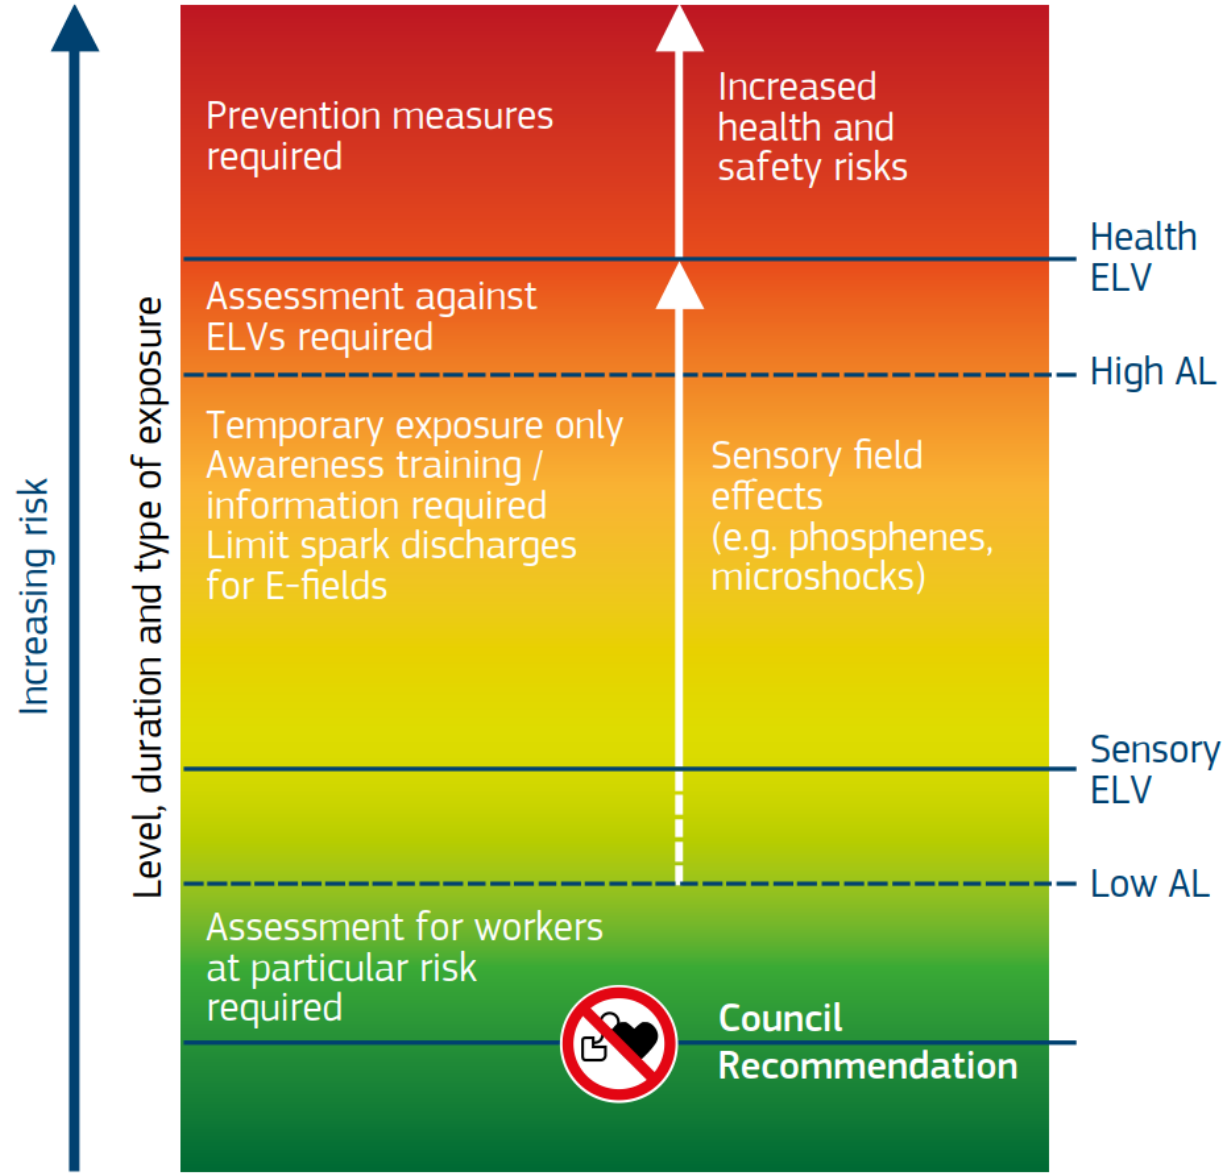 Increasing risk
Level, duration and type of exposure
Prevention measures
required
Increased
health and
safety risks
Health
ELV
Assessment against
ELVs required
High AL
Temporary exposure only
Awareness training /
information required
Limit spark discharges
for E-fields
Sensory field
effects
(e.g. phosphenes,
microshocks)
Sensory
ELV
Low AL
Assessment for workers
at particular risk
required
Council
Recommendation